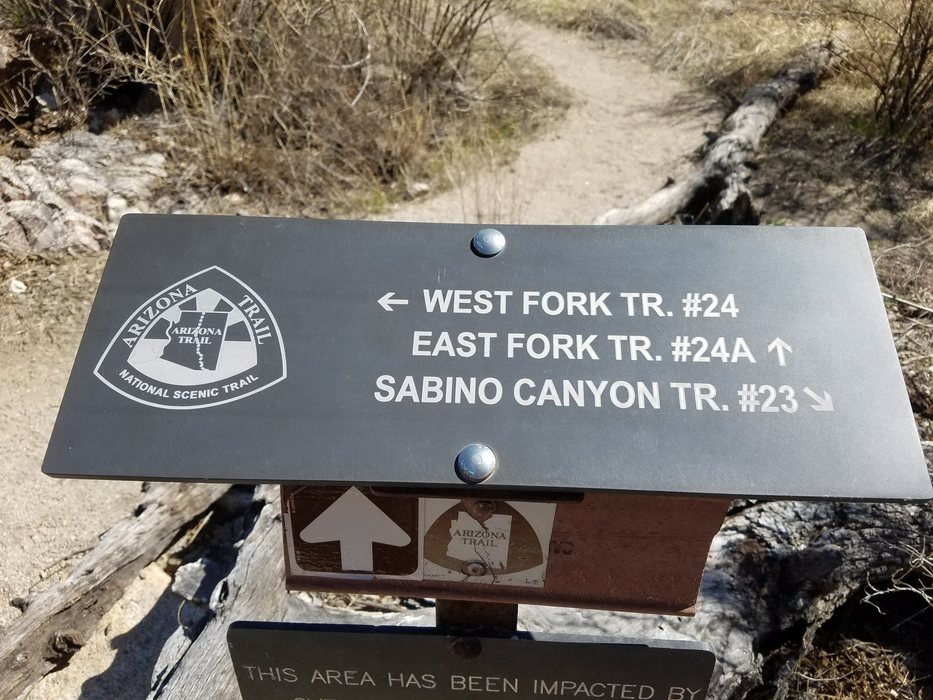 ARIZONA TRAIL
ARIZONA
TRAIL
NATIONAL SCENIC TRAIL
← WEST FORK TR. #24
EAST FORK TR. #24A ↑
SABINO CANYON TR. #23 ↘
ARIZONA
TRAIL
THIS AREA HAS BEEN IMPACTED BY